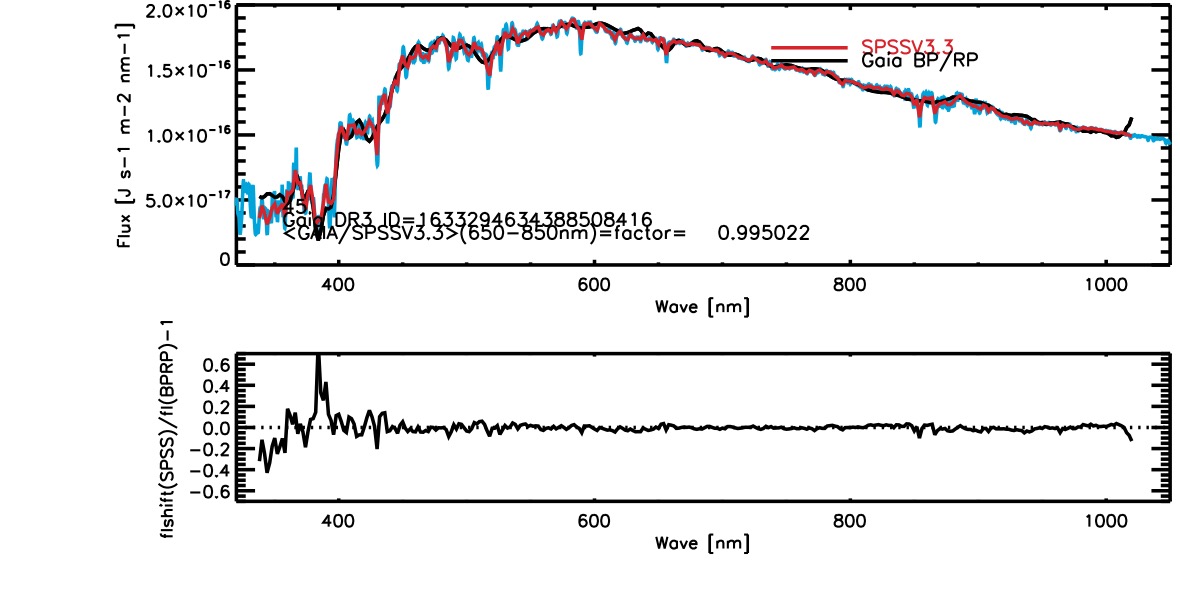 2.0×10−16
1.5×10−16
1.0×10−16
5.0×10−17
0
Flux [J s−1 m−2 nm−1]
SPSSV3.3
Gaia BP/RP
45
Gaia DR3 ID=1633294634388508416
<GAIA/SPSSV3.3>(650−850nm)=factor= 0.995022
400 600 800 1000
Wave [nm]
flshift(SPSS)/fl(BPRP)−1
0.6
0.4
0.2
0.0
−0.2
−0.4
−0.6
400 600 800 1000
Wave [nm]